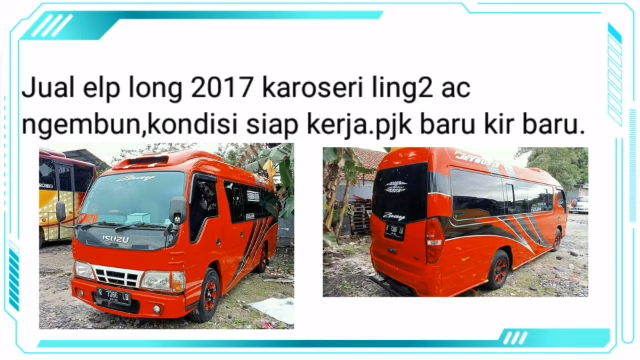 Jual elp long 2017 karoseri ling2 ac
ngembun,kondisi siap kerja.pjk baru kir baru.
ISUZU